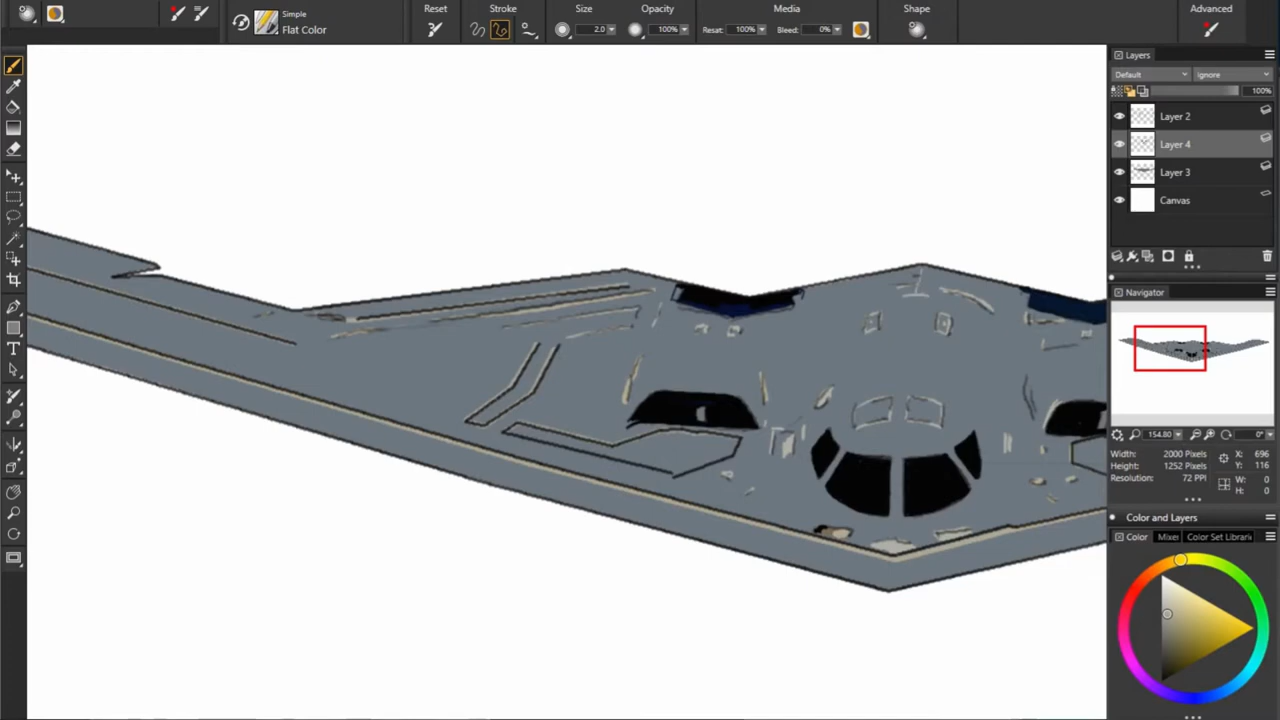 Reset
Stroke
Size
Opacity
Media
Shape
Advanced
Simple
Flat Color
2.0
100%
Resat: 100%
Bleed: 0%
Layers
Default
Ignore
100%
Layer 2
Layer 4
Layer 3
Canvas
Navigator
154.80
0°
Width: 2000 Pixels
Height: 1252 Pixels
Resolution: 72 PPI
X: 696
Y: 116
W: 0
H: 0
Color and Layers
Color
Mixer
Color Set Librarie
T